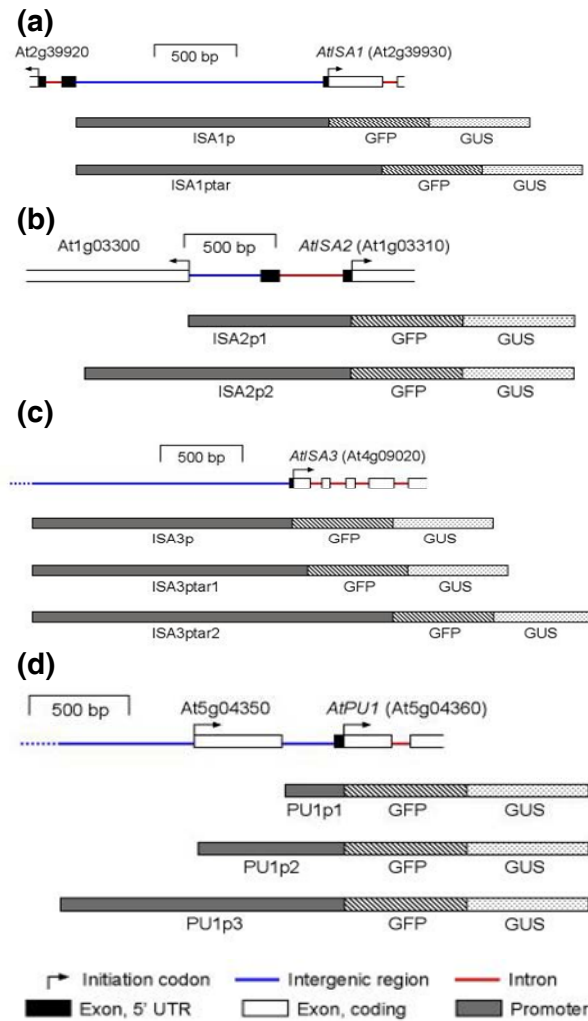 (a)
At2g39920 500 bp AtISA1 (At2g39930)
ISA1p GFP GUS
ISA1ptar GFP GUS
(b)
At1g03300 500 bp AtISA2 (At1g03310)
ISA2p1 GFP GUS
ISA2p2 GFP GUS
(c)
500 bp AtISA3 (At4g09020)
ISA3p GFP GUS
ISA3ptar1 GFP GUS
ISA3ptar2 GFP GUS
(d)
500 bp At5g04350 AtPU1 (At5g04360)
PU1p1 GFP GUS
PU1p2 GFP GUS
PU1p3 GFP GUS
Initiation codon Intergenic region Intron
Exon, 5' UTR Exon, coding Promoter